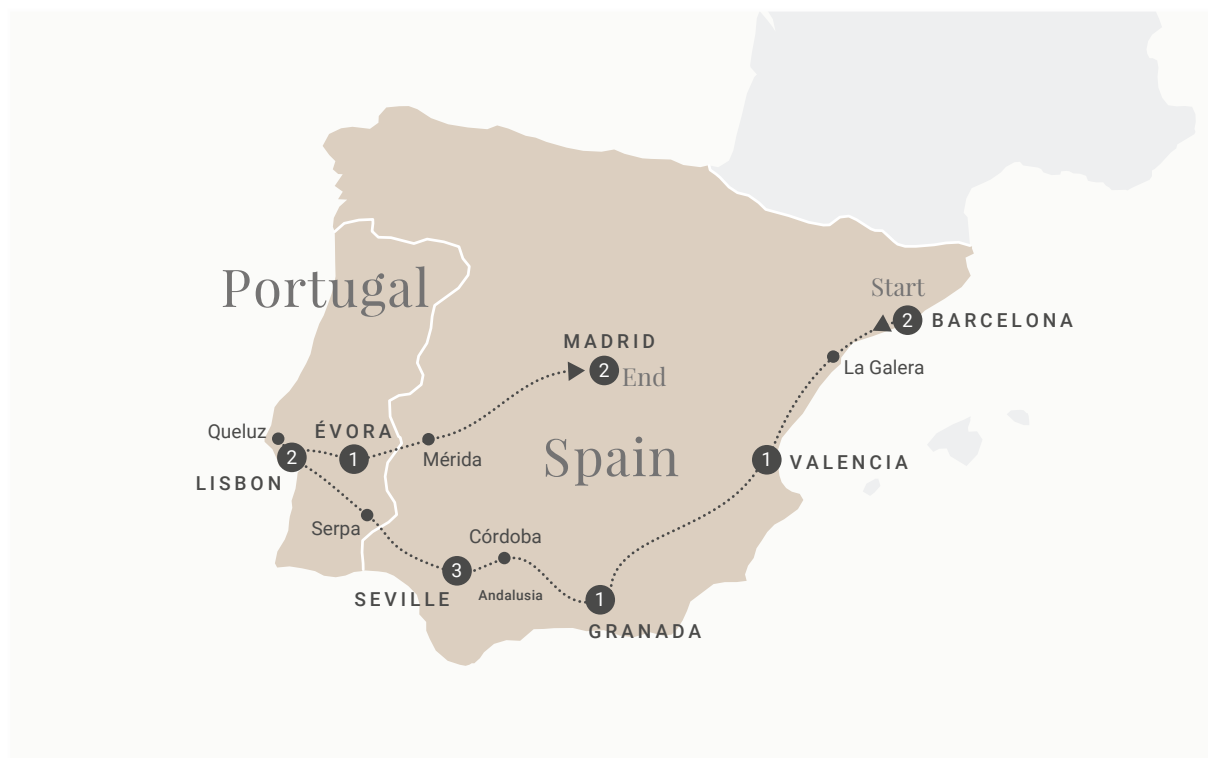 Portugal
Start
2 BARCELONA
MADRID
2 End
La Galera
Queluz
ÉVORA
2
1
Mérida
Spain
1 VALENCIA
LISBON
Serpa
Córdoba
3
SEVILLE
Andalusia
1
GRANADA